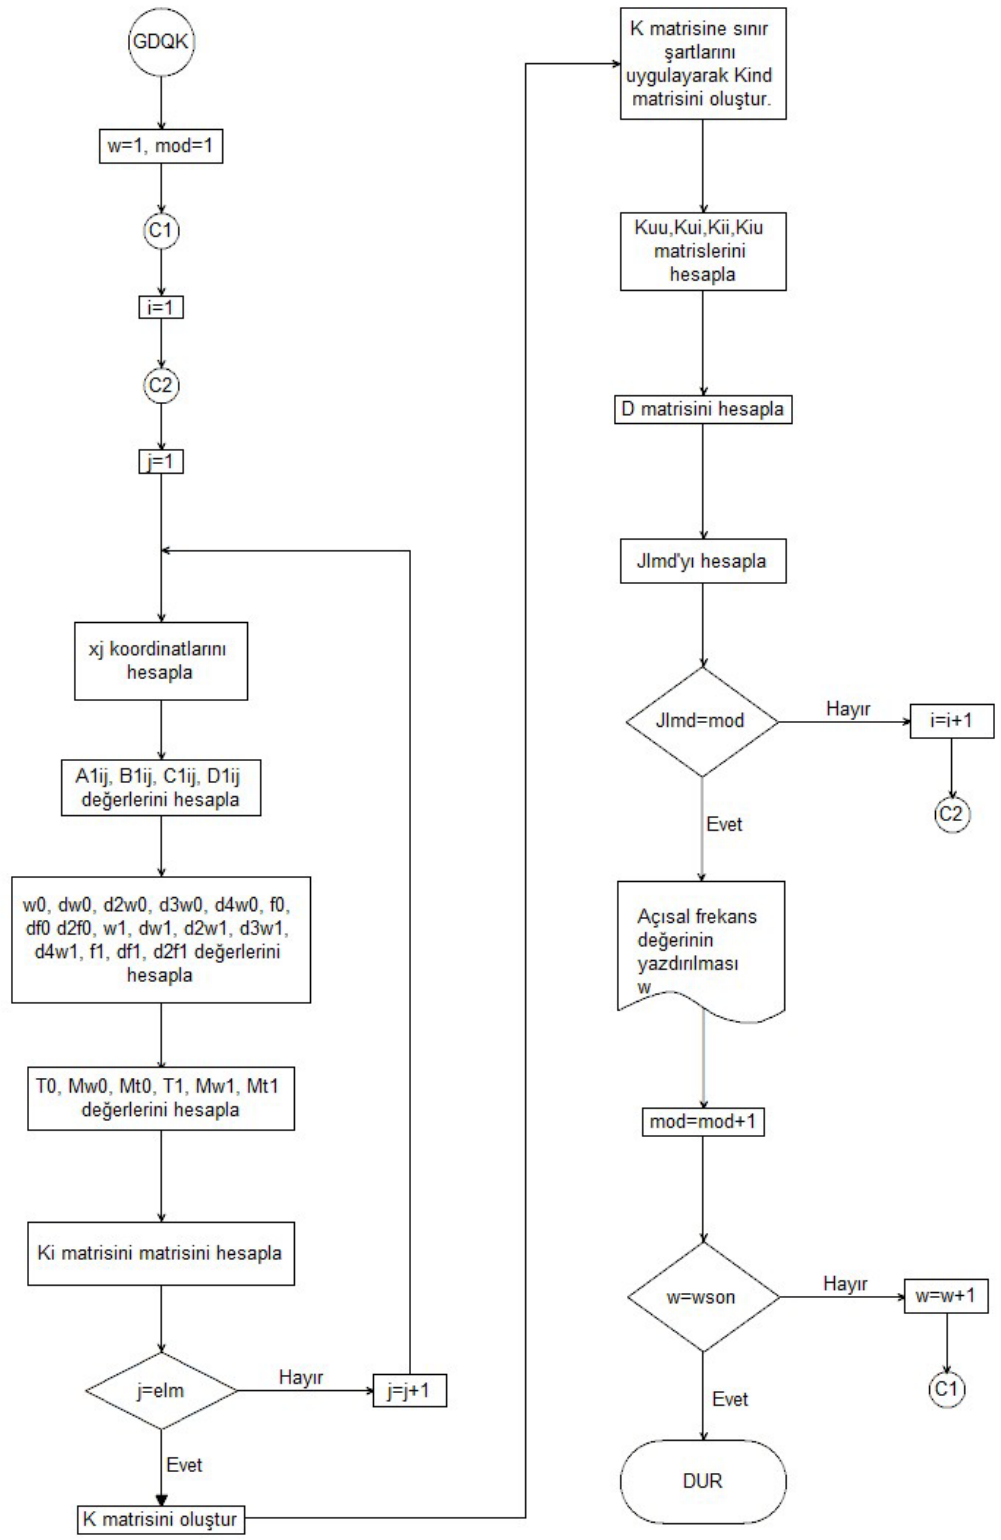 GDQK
w=1, mod=1
C1
i=1
C2
j=1
xj koordinatlarını
hesapla
A1ij, B1ij, C1ij, D1ij
değerlerini hesapla
w0, dw0, d2w0, d3w0, d4w0, f0,
df0 d2f0, w1, dw1, d2w1, d3w1,
d4w1, f1, df1, d2f1 değerlerini
hesapla
T0, Mw0, Mt0, T1, Mw1, Mt1
değerlerini hesapla
Ki matrisini matrisini hesapla
j=elm
Hayır
j=j+1
Evet
K matrisini oluştur
K matrisine sınır
şartlarını
uygulayarak Kind
matrisini oluştur.
Kuu,Kui,Kii,Kiu
matrislerini
hesapla
D matrisini hesapla
Jlmd'yı hesapla
Jlmd=mod
Hayır
i=i+1
C2
Evet
Açısal frekans
değerinin
yazdırılması
w
mod=mod+1
w=wson
Hayır
w=w+1
C1
Evet
DUR